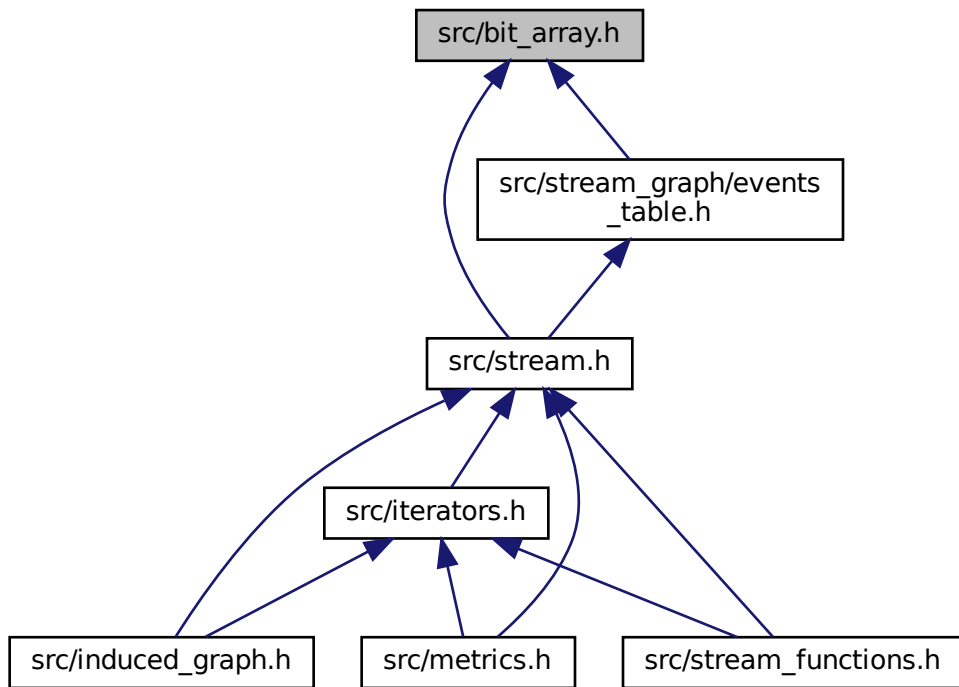 src/bit_array.h
src/stream_graph/events
_table.h
src/stream.h
src/iterators.h
src/induced_graph.h
src/metrics.h
src/stream_functions.h